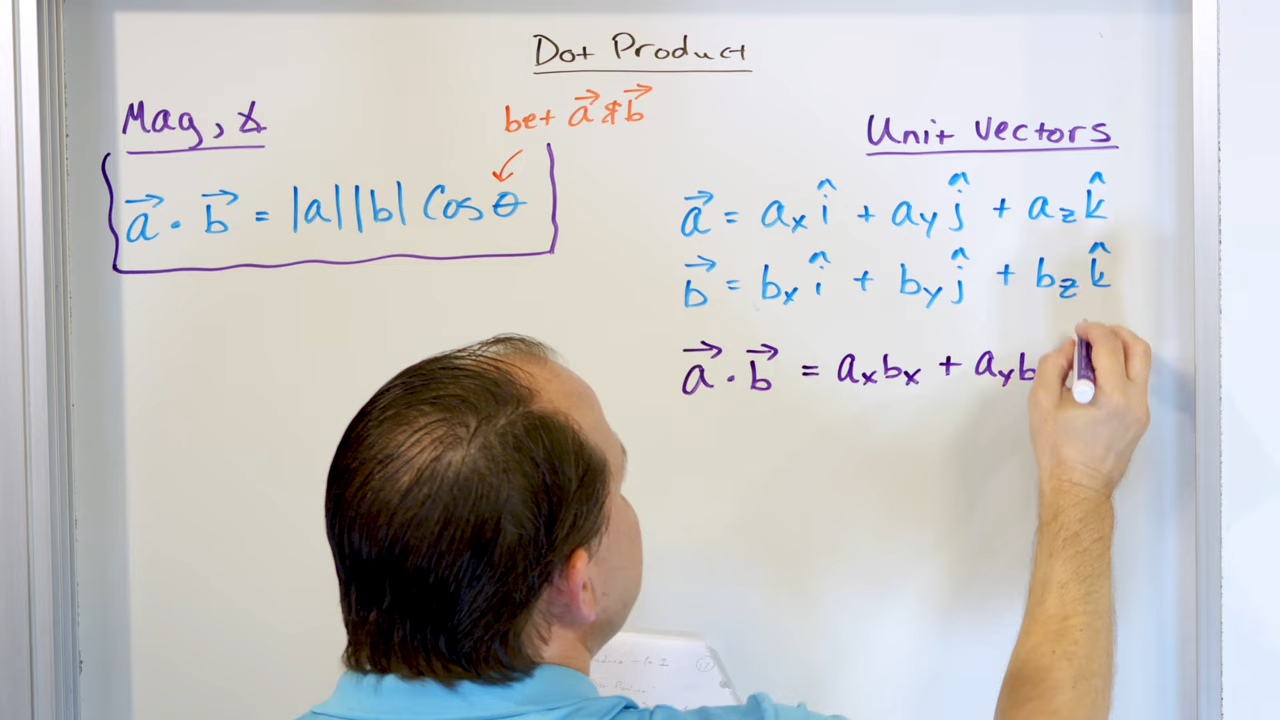 Dot Product
Mag, ∡
bet a⃗ & b⃗
a⃗ · b⃗ = |a||b| Cos θ
Unit Vectors
a⃗ = aₓ î + a_y ĵ + a_z k̂
b⃗ = bₓ î + b_y ĵ + b_z k̂
a⃗ · b⃗ = aₓbₓ + a_y b